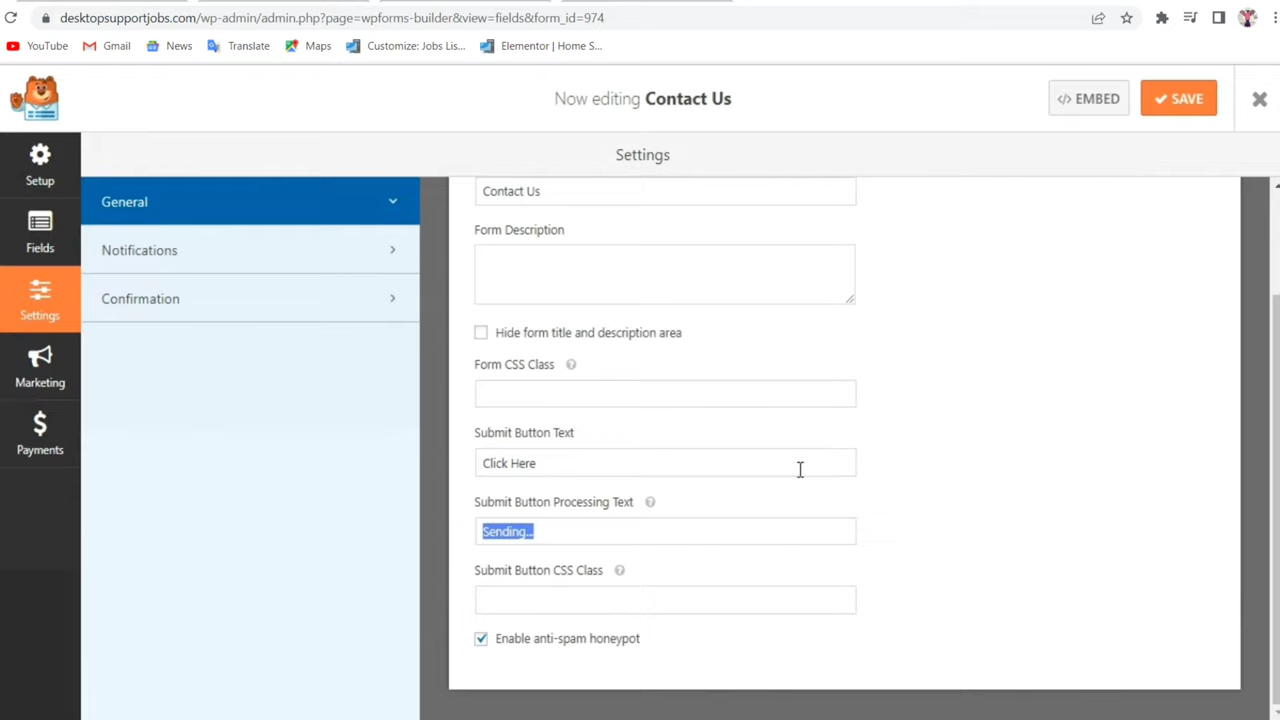 desktopsupportjobs.com/wp-admin/admin.php?page=wpforms-builder&view=fields&form_id=974
YouTube Gmail News Translate Maps Customize: Jobs Lis... Elementor | Home S...
Now editing Contact Us
</> EMBED
SAVE
Settings
Setup
Fields
Settings
Marketing
$
Payments
General
Notifications
Confirmation
Contact Us
Form Description
Hide form title and description area
Form CSS Class ?
Submit Button Text
Click Here
Submit Button Processing Text ?
Sending...
Submit Button CSS Class ?
Enable anti-spam honeypot